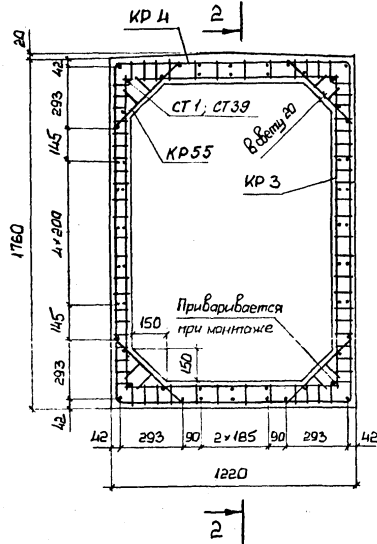 2
КР 4
20
42
293
СТ 1; СТ 39
В свету 20
145
КР 55
КР 3
4×200
1760
Приваривается
при монтаже
145
150
150
293
42
42 293 90 2×185 90 293 42
1220
2